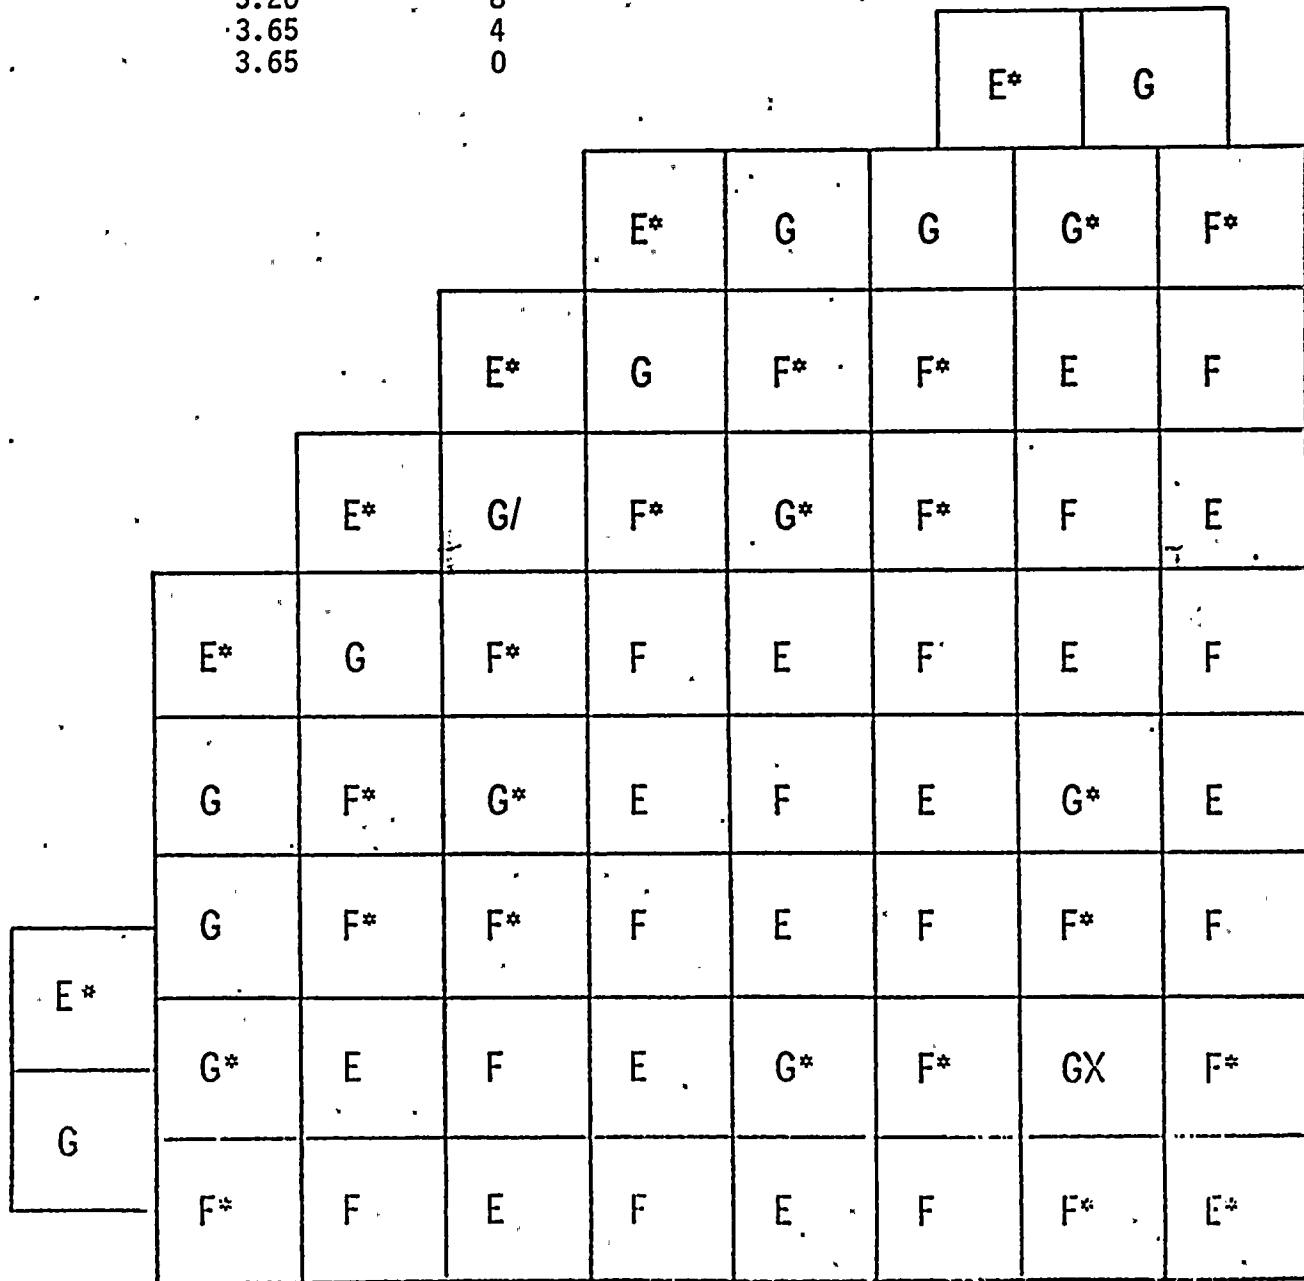 3.65 4
3.65 0
E* G
E* G G G* F*
E* G F* F* E F
E* G/ F* G* F* F E
E* G F* F E F E F
G F* G* E F E G* E
G F* F* F E F F* F
E*
G* E F E G* F* GX F*
G
F* F E F E F F* E*